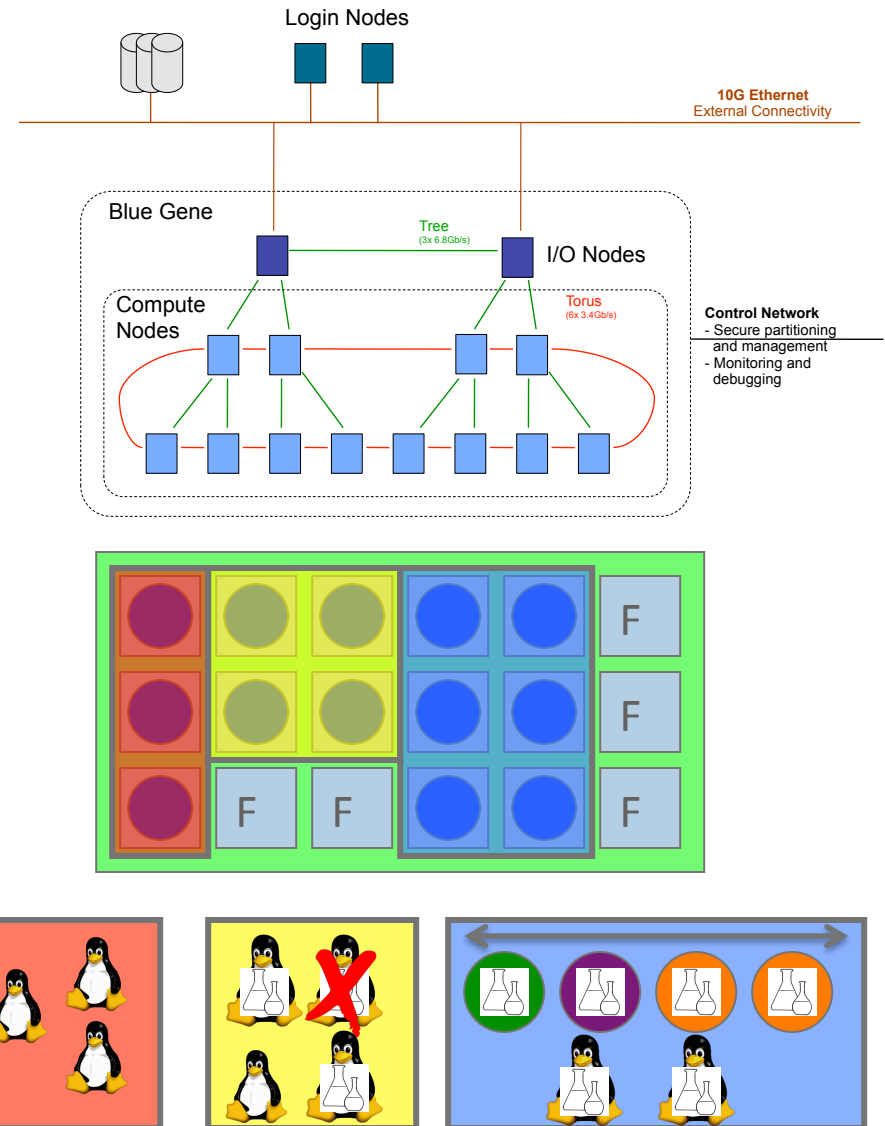 Login Nodes
10G Ethernet
External Connectivity
Blue Gene
Tree
(3x 6.8Gb/s)
I/O Nodes
Compute
Nodes
Torus
(6x 3.4Gb/s)
Control Network
- Secure partitioning
and management
- Monitoring and
debugging
F
F
F F F